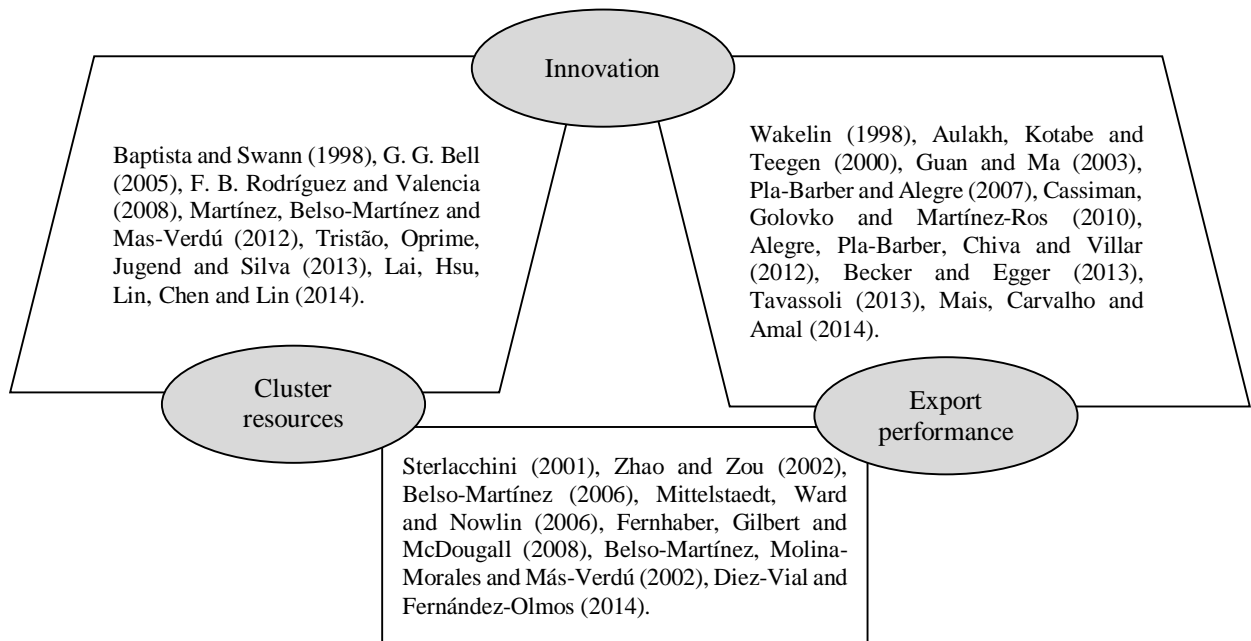 Innovation
Baptista and Swann (1998), G. G. Bell
(2005), F. B. Rodríguez and Valencia
(2008), Martínez, Belso-Martínez and
Mas-Verdú (2012), Tristão, Oprime,
Jugend and Silva (2013), Lai, Hsu,
Lin, Chen and Lin (2014).
Wakelin (1998), Aulakh, Kotabe and
Teegen (2000), Guan and Ma (2003),
Pla-Barber and Alegre (2007), Cassiman,
Golovko and Martínez-Ros (2010),
Alegre, Pla-Barber, Chiva and Villar
(2012), Becker and Egger (2013),
Tavassoli (2013), Mais, Carvalho and
Amal (2014).
Cluster
resources
Export
performance
Sterlacchini (2001), Zhao and Zou (2002),
Belso-Martínez (2006), Mittelstaedt, Ward
and Nowlin (2006), Fernhaber, Gilbert and
McDougall (2008), Belso-Martínez, Molina-
Morales and Más-Verdú (2002), Diez-Vial and
Fernández-Olmos (2014).